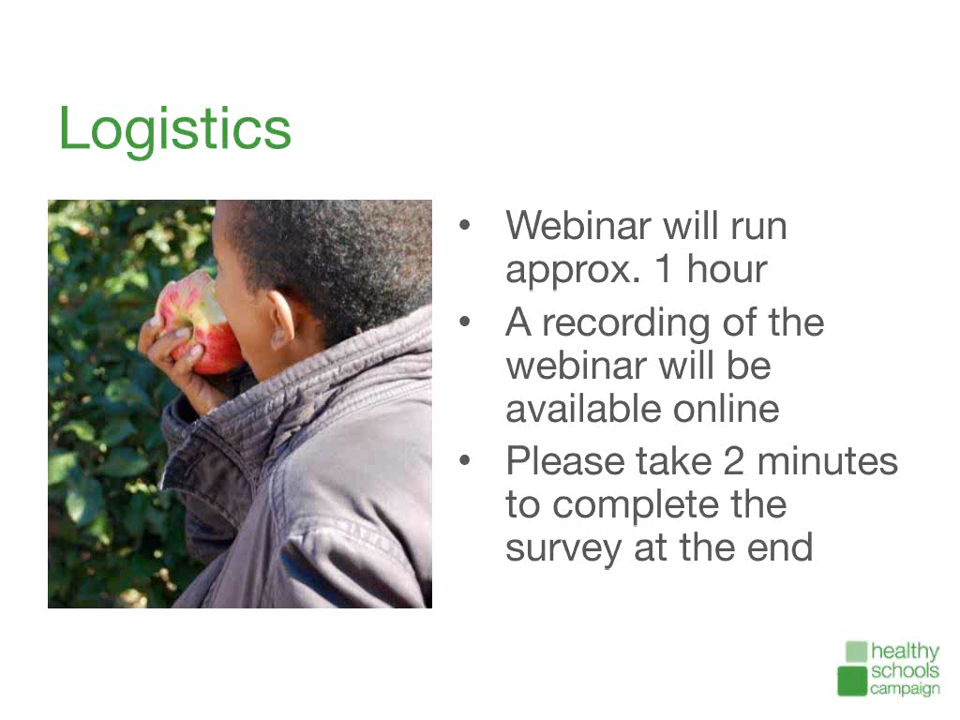 Logistics
• Webinar will run
approx. 1 hour
• A recording of the
webinar will be
available online
• Please take 2 minutes
to complete the
survey at the end
healthy
schools
campaign